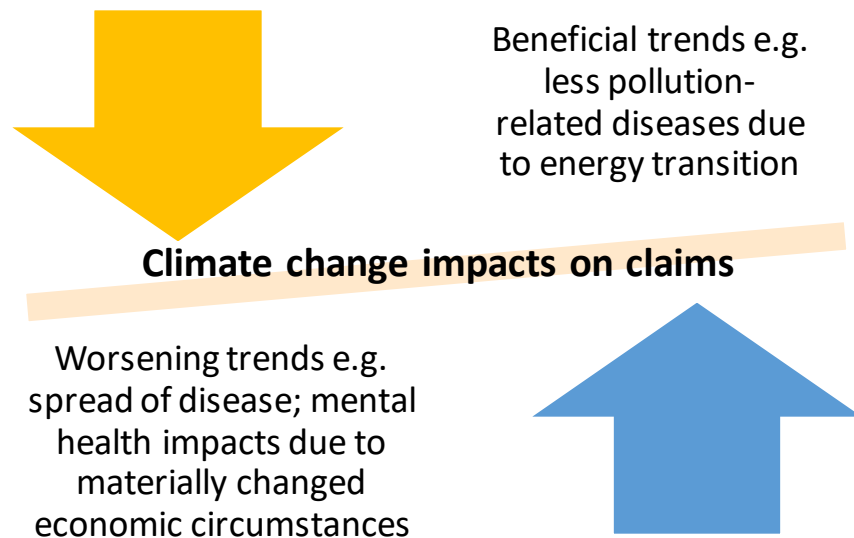 Beneficial trends e.g.
less pollution-
related diseases due
to energy transition
Climate change impacts on claims
Worsening trends e.g.
spread of disease; mental
health impacts due to
materially changed
economic circumstances